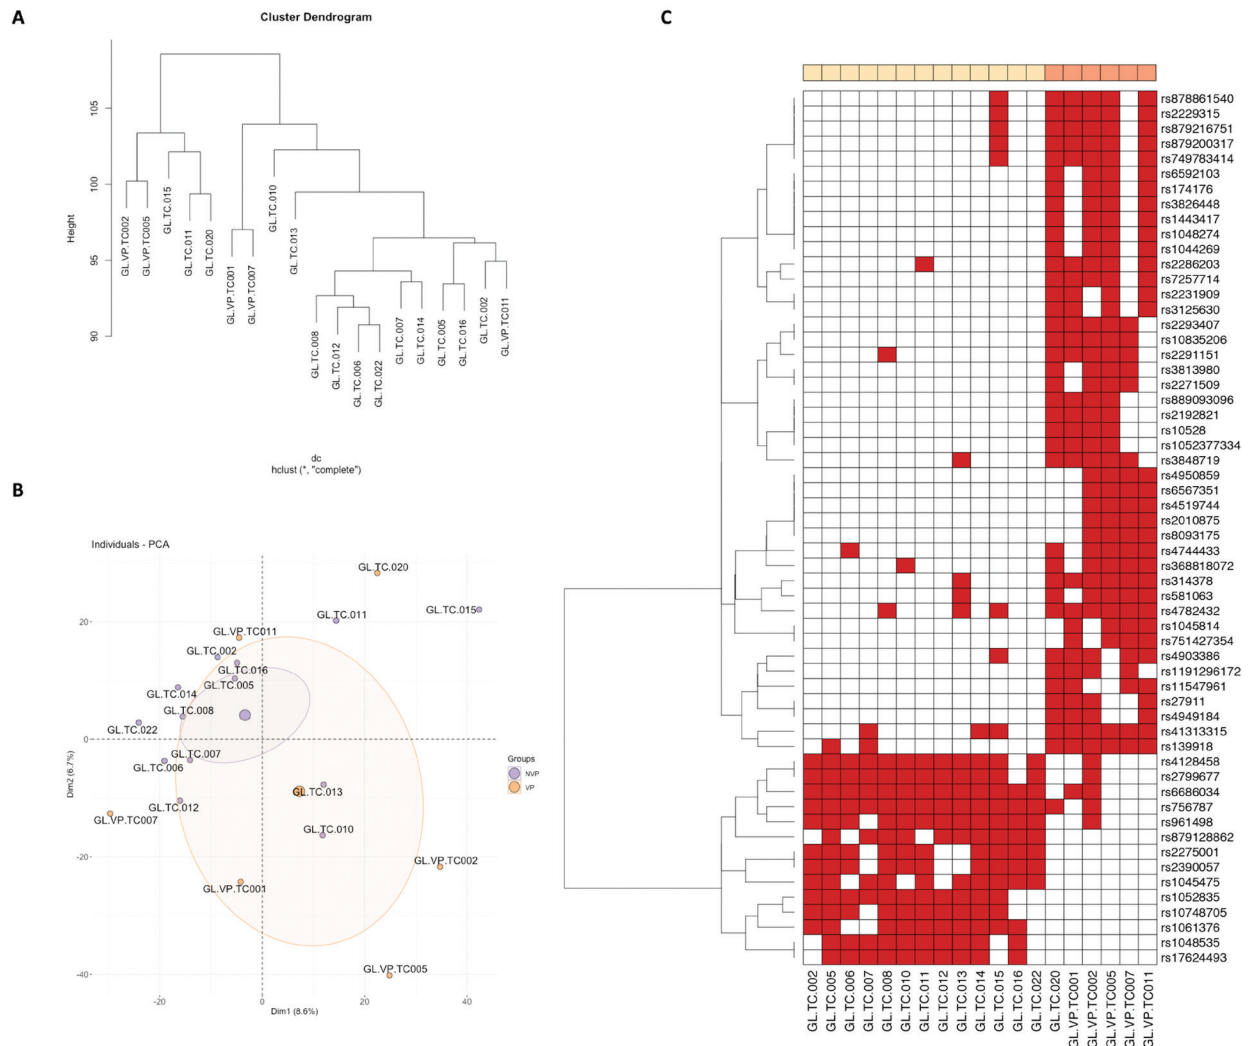 A
Cluster Dendrogram
Height
105
100
95
90
GL.VP.TC002
GL.VP.TC005
GL.TC.015
GL.TC.011
GL.TC.020
GL.VP.TC001
GL.VP.TC007
GL.TC.010
GL.TC.013
GL.TC.008
GL.TC.012
GL.TC.006
GL.TC.022
GL.TC.007
GL.TC.014
GL.TC.005
GL.TC.016
GL.TC.002
GL.VP.TC011
dc
hclust (*, "complete")
B
Individuals - PCA
GL.TC.020
GL.TC.015
GL.TC.011
GL.VP.TC011
GL.TC.002
GL.TC.016
GL.TC.005
GL.TC.014
GL.TC.008
GL.TC.022
GL.TC.007
GL.TC.006
GL.TC.013
GL.TC.012
GL.VP.TC007
GL.TC.010
GL.VP.TC002
GL.VP.TC001
GL.VP.TC005
20
0
-20
-40
Dim2 (6.7%)
-20
0
20
40
Dim1 (8.6%)
Groups
NVP
VP
C
rs878861540
rs2229315
rs879216751
rs879200317
rs749783414
rs6592103
rs174176
rs3826448
rs1443417
rs1048274
rs1044269
rs2286203
rs7257714
rs2231909
rs3125630
rs2293407
rs10835206
rs2291151
rs3813980
rs2271509
rs889093096
rs2192821
rs10528
rs1052377334
rs3848719
rs4950859
rs6567351
rs4519744
rs2010875
rs8093175
rs4744433
rs368818072
rs314378
rs581063
rs4782432
rs1045814
rs751427354
rs4903386
rs1191296172
rs11547961
rs27911
rs4949184
rs41313315
rs139918
rs4128458
rs2799677
rs6686034
rs756787
rs961498
rs879128862
rs2275001
rs2390057
rs1045475
rs1052835
rs10748705
rs1061376
rs1048535
rs17624493
GL.TC.002
GL.TC.005
GL.TC.006
GL.TC.007
GL.TC.008
GL.TC.010
GL.TC.011
GL.TC.012
GL.TC.013
GL.TC.014
GL.TC.015
GL.TC.016
GL.TC.022
GL.TC.020
GL.VP.TC001
GL.VP.TC002
GL.VP.TC005
GL.VP.TC007
GL.VP.TC011